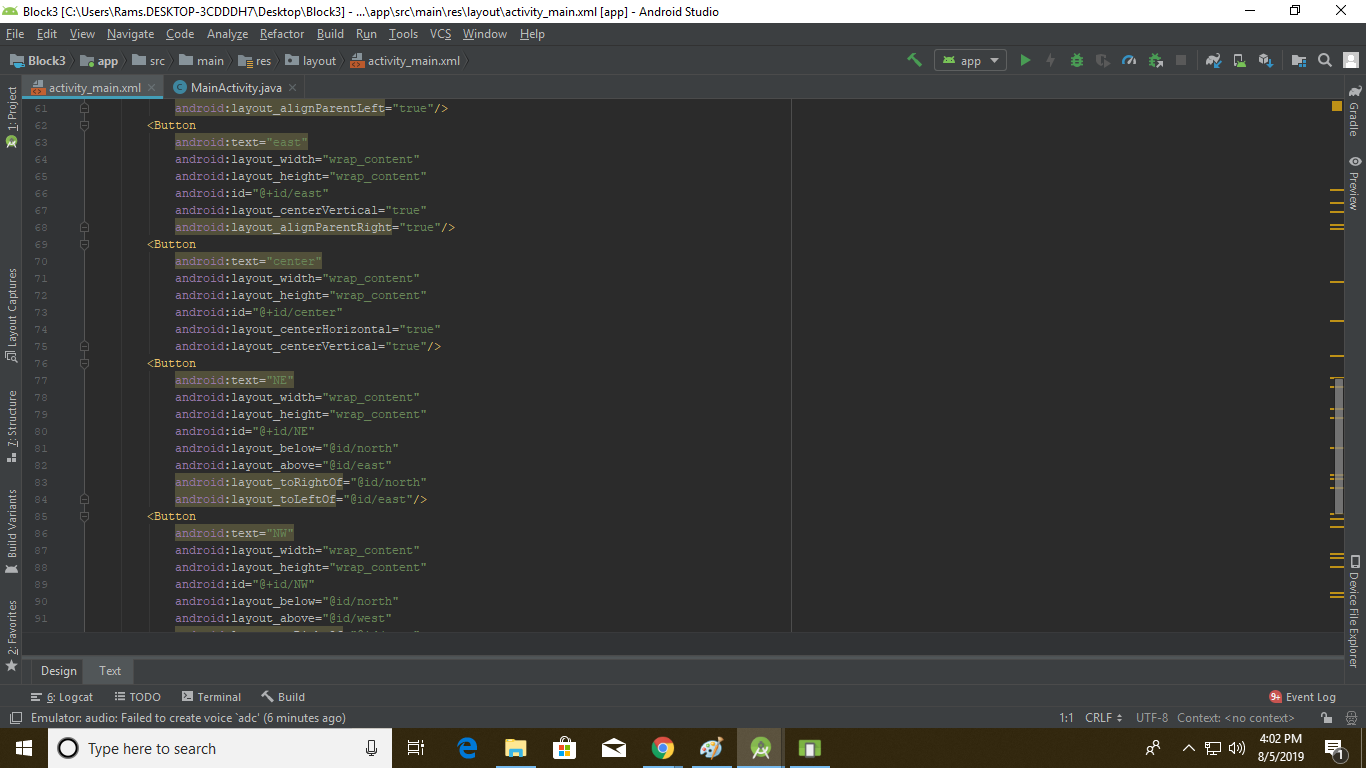 Block3 [C:\Users\Rams.DESKTOP-3CDDDH7\Desktop\Block3] - ...\app\src\main\res\layout\activity_main.xml [app] - Android Studio
File Edit View Navigate Code Analyze Refactor Build Run Tools VCS Window Help
Block3 app src main res layout activity_main.xml app
activity_main.xml MainActivity.java
1: Project
Layout Captures
7: Structure
Build Variants
2: Favorites
61 android:layout_alignParentLeft="true"/>
62 <Button
63 android:text="east"
64 android:layout_width="wrap_content"
65 android:layout_height="wrap_content"
66 android:id="@+id/east"
67 android:layout_centerVertical="true"
68 android:layout_alignParentRight="true"/>
69 <Button
70 android:text="center"
71 android:layout_width="wrap_content"
72 android:layout_height="wrap_content"
73 android:id="@+id/center"
74 android:layout_centerHorizontal="true"
75 android:layout_centerVertical="true"/>
76 <Button
77 android:text="NE"
78 android:layout_width="wrap_content"
79 android:layout_height="wrap_content"
80 android:id="@+id/NE"
81 android:layout_below="@id/north"
82 android:layout_above="@id/east"
83 android:layout_toRightOf="@id/north"
84 android:layout_toLeftOf="@id/east"/>
85 <Button
86 android:text="NW"
87 android:layout_width="wrap_content"
88 android:layout_height="wrap_content"
89 android:id="@+id/NW"
90 android:layout_below="@id/north"
91 android:layout_above="@id/west"
Gradle
Preview
Device File Explorer
Design Text
6: Logcat TODO Terminal Build 9+ Event Log
Emulator: audio: Failed to create voice `adc' (6 minutes ago) 1:1 CRLF UTF-8 Context: <no context>
Type here to search
4:02 PM
8/5/2019
1